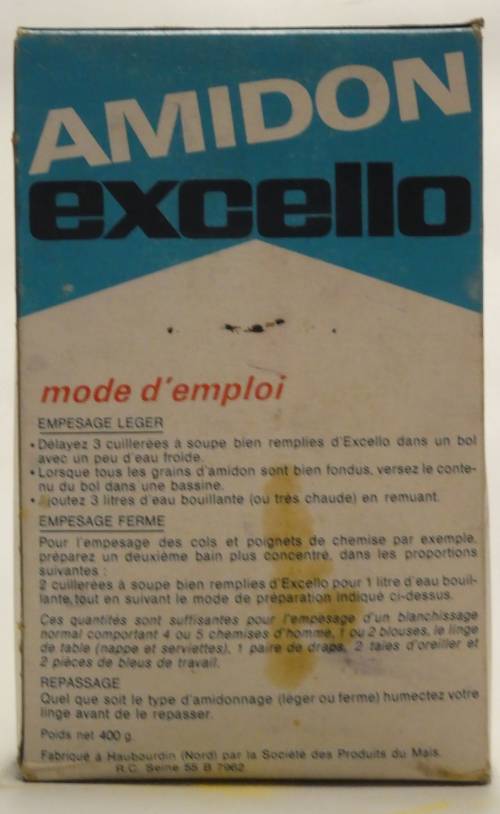 AMIDON
excello
mode d'emploi
EMPESAGE LEGER
• Délayez 3 cuillerées à soupe bien remplies d'Excello dans un bol
avec un peu d'eau froide.
• Lorsque tous les grains d'amidon sont bien fondus, versez le conte-
nu du bol dans une bassine.
• joutez 3 litres d'eau bouillante (ou très chaude) en remuant.
EMPESAGE FERME
Pour l'empesage des cols et poignets de chemise par exemple,
préparez un deuxième bain plus concentré, dans les proportions
suivantes :
2 cuillerées à soupe bien remplies d'Excello pour 1 litre d'eau bouil-
lante, tout en suivant le mode de préparation indiqué ci-dessus.
Ces quantités sont suffisantes pour l'empesage d'un blanchissage
normal comportant 4 ou 5 chemises d'homme, 1 ou 2 blouses, le linge
de table (nappe et serviettes), 1 paire de draps, 2 taies d'oreiller et
2 pièces de bleus de travail.
REPASSAGE
Quel que soit le type d'amidonnage (léger ou ferme) humectez votre
linge avant de le repasser.
Poids net 400 g.
Fabriqué à Haubourdin (Nord) par la Société des Produits du Maïs.
R.C. Seine 55 B 7962